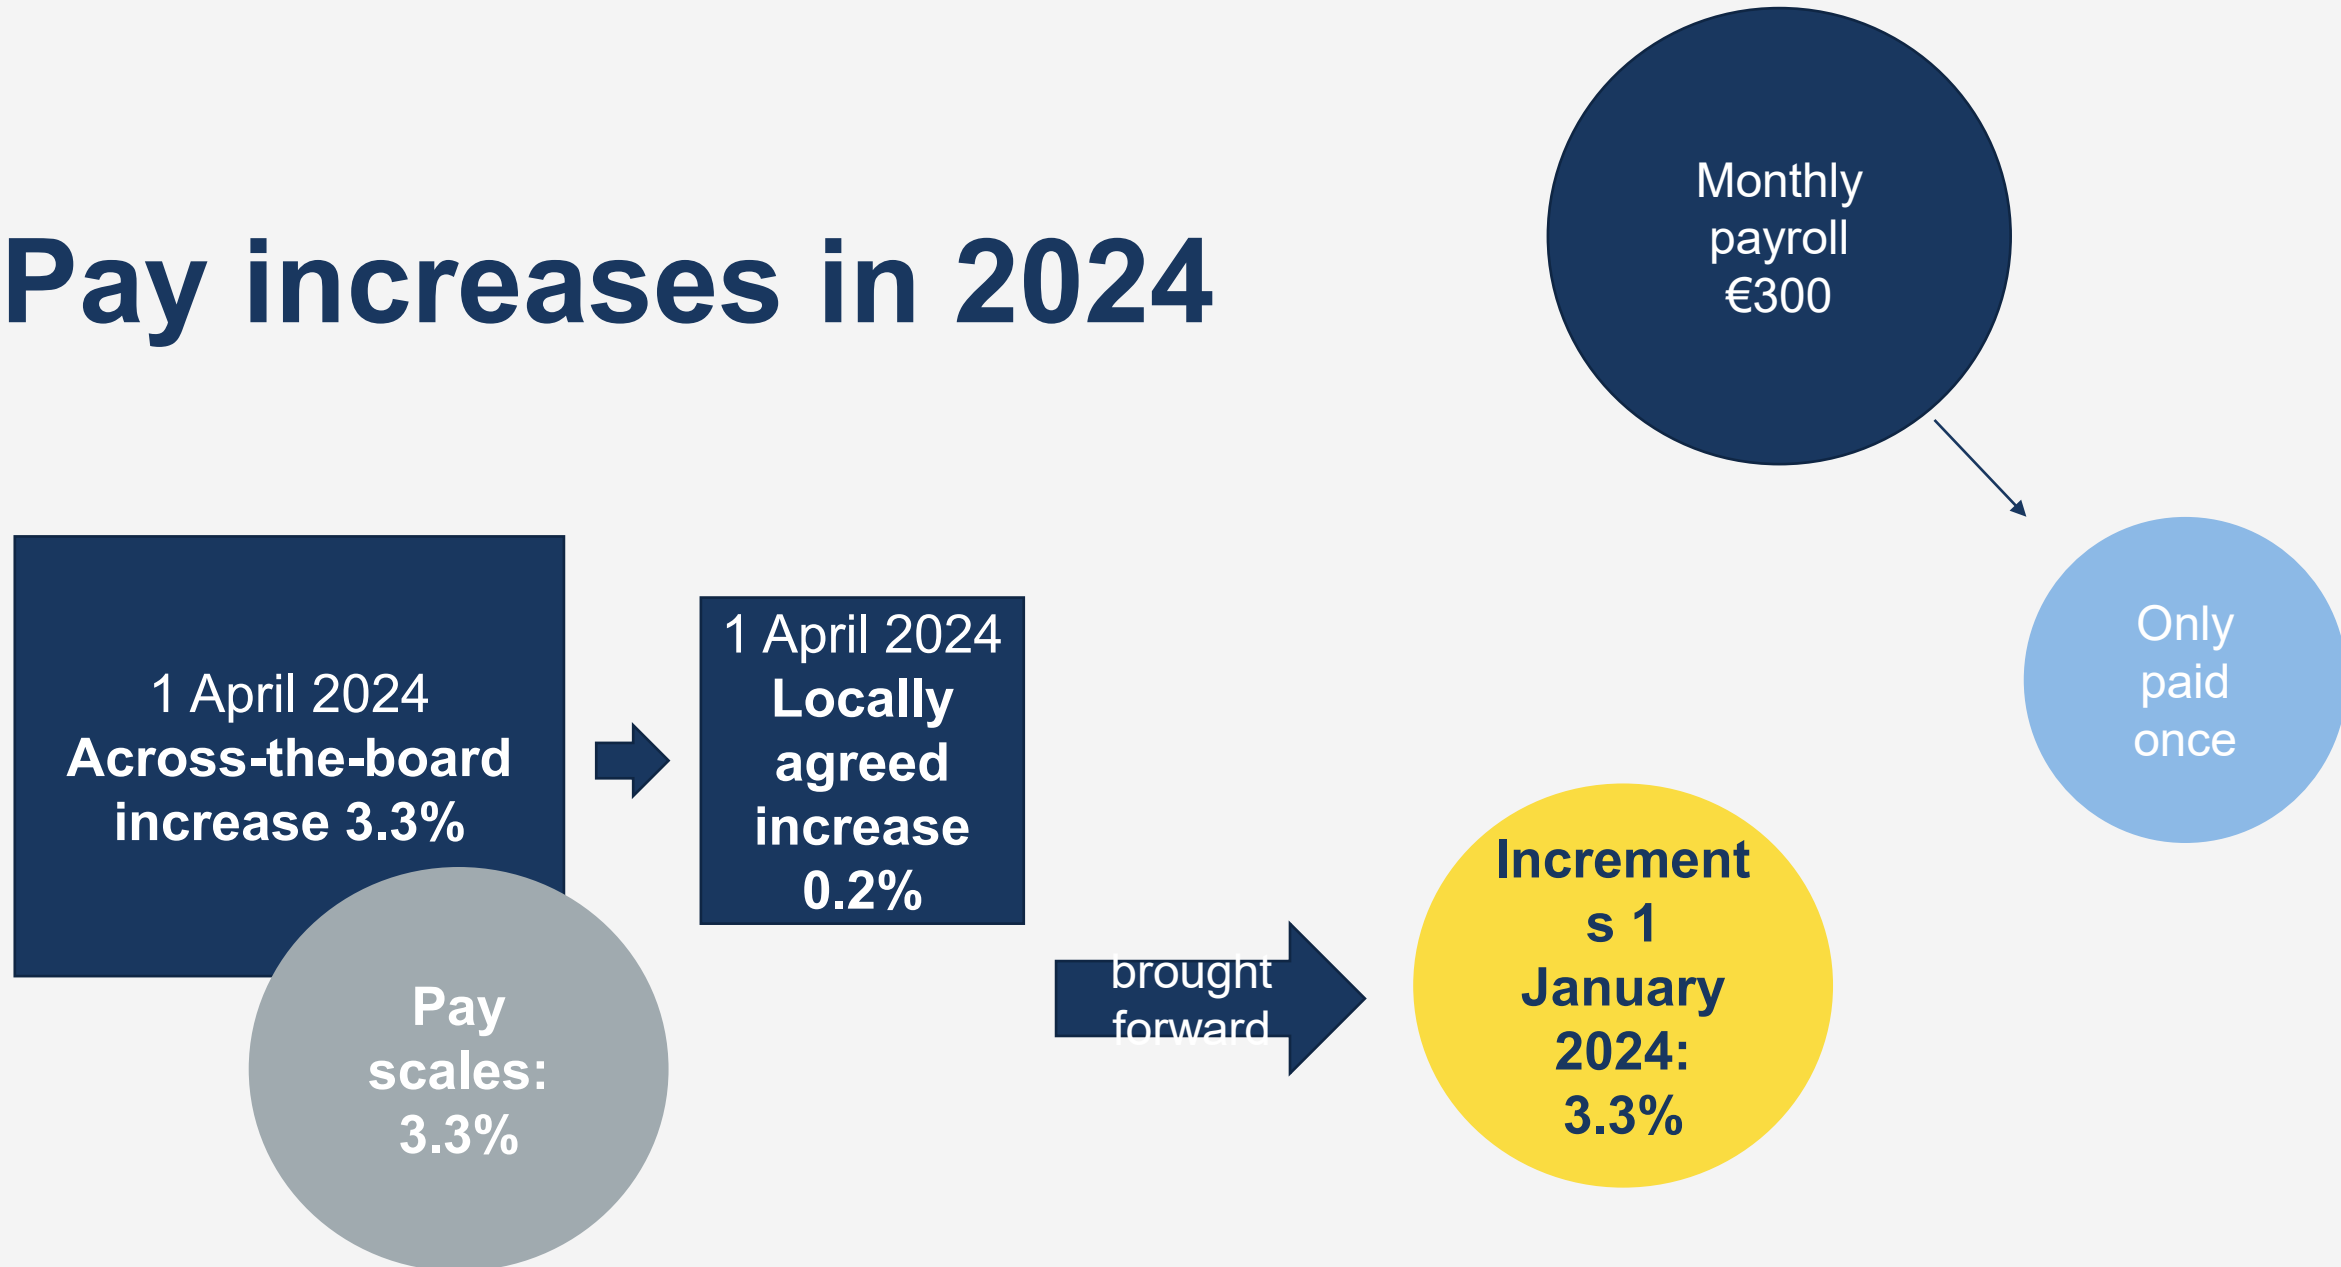 Pay increases in 2024
Monthly
payroll
€300
Only
paid
once
1 April 2024
Across-the-board
increase 3.3%
Pay
scales:
3.3%
1 April 2024
Locally
agreed
increase
0.2%
brought
forward
Increment
s 1
January
2024:
3.3%